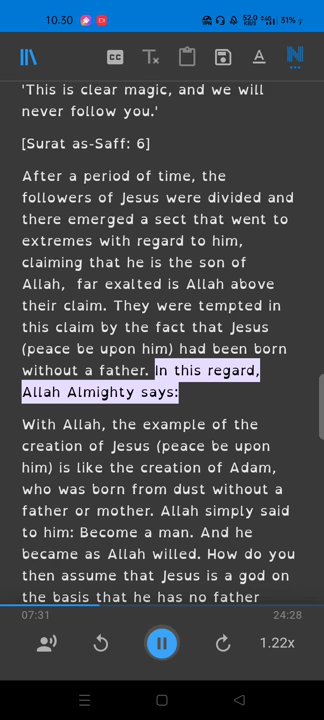 10.30
52.0 KB/S
31%
CC
'This is clear magic, and we will
never follow you.'
[Surat as-Saff: 6]
After a period of time, the
followers of Jesus were divided and
there emerged a sect that went to
extremes with regard to him,
claiming that he is the son of
Allah, far exalted is Allah above
their claim. They were tempted in
this claim by the fact that Jesus
(peace be upon him) had been born
without a father. In this regard,
Allah Almighty says:
With Allah, the example of the
creation of Jesus (peace be upon
him) is like the creation of Adam,
who was born from dust without a
father or mother. Allah simply said
to him: Become a man. And he
became as Allah willed. How do you
then assume that Jesus is a god on
the basis that he has no father
07:31
24:28
1.22x